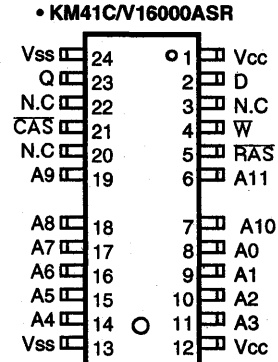 • KM41C/V16000ASR
Vss 24 1 Vcc
Q 23 2 D
N.C 22 3 N.C
C̅A̅S̅ 21 4 W̅
N.C 20 5 R̅A̅S̅
A9 19 6 A11
A8 18 7 A10
A7 17 8 A0
A6 16 9 A1
A5 15 10 A2
A4 14 11 A3
Vss 13 12 Vcc